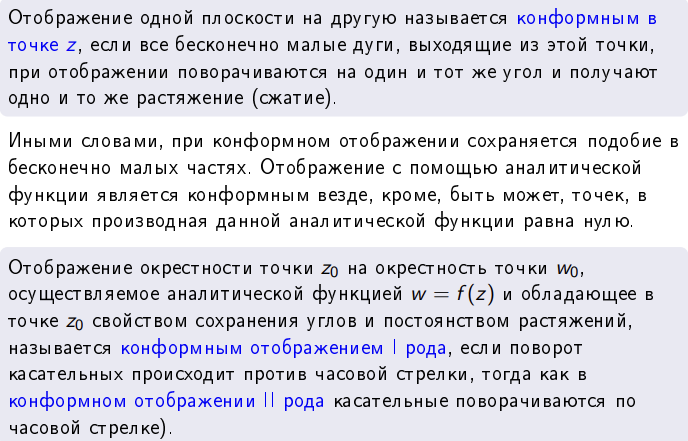 Отображение одной плоскости на другую называется конформным в
точке z, если все бесконечно малые дуги, выходящие из этой точки,
при отображении поворачиваются на один и тот же угол и получают
одно и то же растяжение (сжатие).
Иными словами, при конформном отображении сохраняется подобие в
бесконечно малых частях. Отображение с помощью аналитической
функции является конформным везде, кроме, быть может, точек, в
которых производная данной аналитической функции равна нулю.
Отображение окрестности точки z₀ на окрестность точки w₀,
осуществляемое аналитической функцией w = f(z) и обладающее в
точке z₀ свойством сохранения углов и постоянством растяжений,
называется конформным отображением I рода, если поворот
касательных происходит против часовой стрелки, тогда как в
конформном отображении II рода касательные поворачиваются по
часовой стрелке).